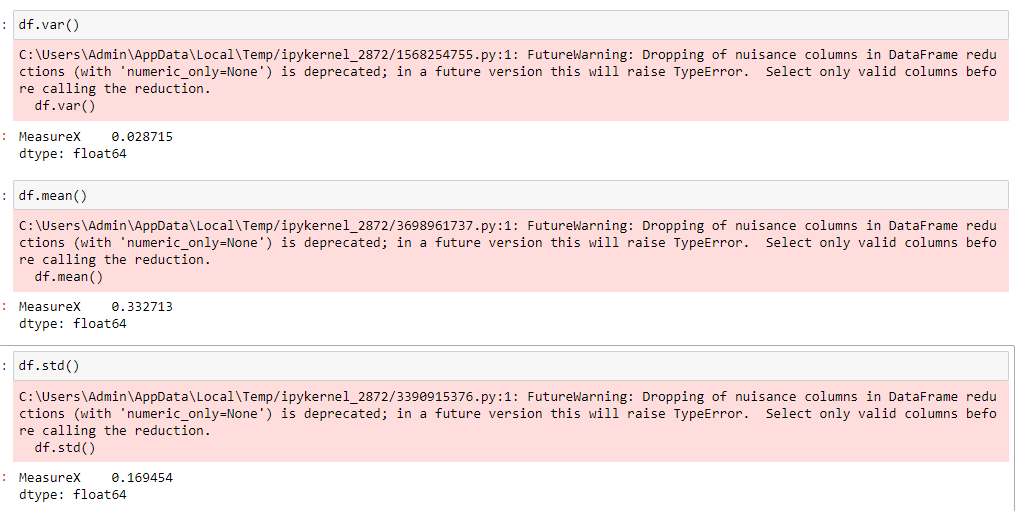 : df.var()
C:\Users\Admin\AppData\Local\Temp/ipykernel_2872/1568254755.py:1: FutureWarning: Dropping of nuisance columns in DataFrame redu
ctions (with 'numeric_only=None') is deprecated; in a future version this will raise TypeError.  Select only valid columns befo
re calling the reduction.
  df.var()
: MeasureX    0.028715
dtype: float64
: df.mean()
C:\Users\Admin\AppData\Local\Temp/ipykernel_2872/3698961737.py:1: FutureWarning: Dropping of nuisance columns in DataFrame redu
ctions (with 'numeric_only=None') is deprecated; in a future version this will raise TypeError.  Select only valid columns befo
re calling the reduction.
  df.mean()
: MeasureX    0.332713
dtype: float64
: df.std()
C:\Users\Admin\AppData\Local\Temp/ipykernel_2872/3390915376.py:1: FutureWarning: Dropping of nuisance columns in DataFrame redu
ctions (with 'numeric_only=None') is deprecated; in a future version this will raise TypeError.  Select only valid columns befo
re calling the reduction.
  df.std()
: MeasureX    0.169454
dtype: float64